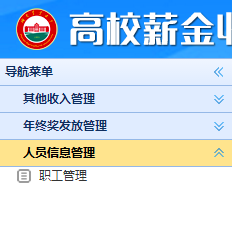 高校薪金收
导航菜单
其他收入管理
年终奖发放管理
人员信息管理
职工管理